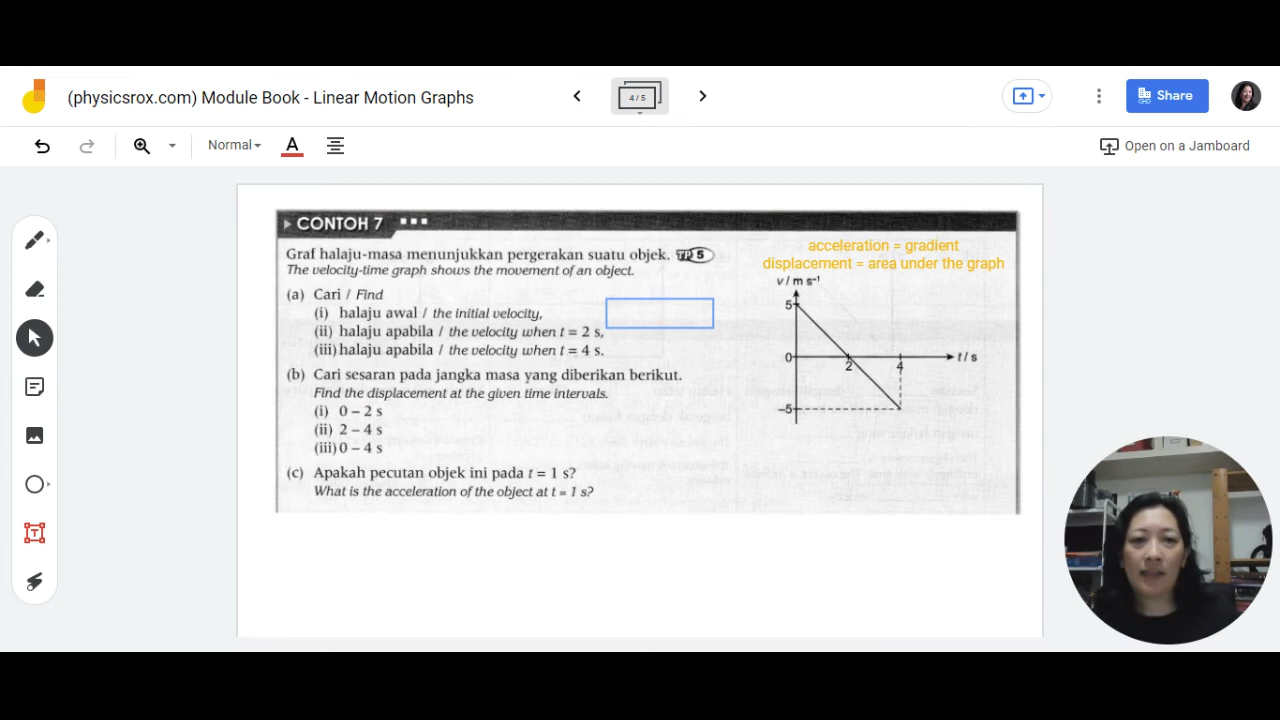 (physicsrox.com) Module Book - Linear Motion Graphs
4 / 5
Share
Normal
A
Open on a Jamboard
CONTOH 7
Graf halaju-masa menunjukkan pergerakan suatu objek. TP 5
The velocity-time graph shows the movement of an object.
(a) Cari / Find
(i) halaju awal / the initial velocity,
(ii) halaju apabila / the velocity when t = 2 s,
(iii) halaju apabila / the velocity when t = 4 s.
(b) Cari sesaran pada jangka masa yang diberikan berikut.
Find the displacement at the given time intervals.
(i) 0 – 2 s
(ii) 2 – 4 s
(iii) 0 – 4 s
(c) Apakah pecutan objek ini pada t = 1 s?
What is the acceleration of the object at t = 1 s?
acceleration = gradient
displacement = area under the graph
v / m s⁻¹
5
0
2
4
t / s
–5
T